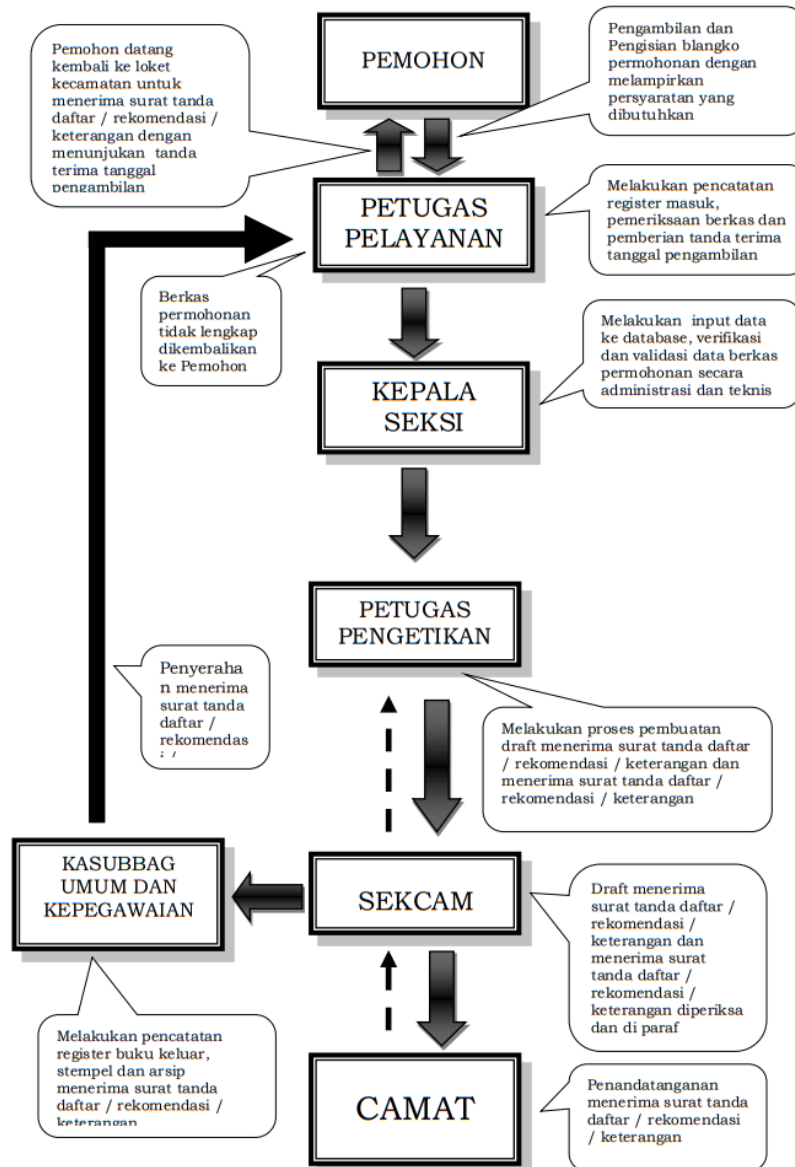 Pemohon datang
kembali ke loket
kecamatan untuk
menerima surat tanda
daftar / rekomendasi /
keterangan dengan
menunjukan tanda
terima tanggal
pengambilan
PEMOHON
Pengambilan dan
Pengisian blangko
permohonan dengan
melampirkan
persyaratan yang
dibutuhkan
PETUGAS
PELAYANAN
Melakukan pencatatan
register masuk,
pemeriksaan berkas dan
pemberian tanda terima
tanggal pengambilan
Berkas
permohonan
tidak lengkap
dikembalikan
ke Pemohon
KEPALA
SEKSI
Melakukan input data
ke database, verifikasi
dan validasi data berkas
permohonan secara
administrasi dan teknis
PETUGAS
PENGETIKAN
Penyeraha
n menerima
surat tanda
daftar /
rekomendas
i /
Melakukan proses pembuatan
draft menerima surat tanda daftar
/ rekomendasi / keterangan dan
menerima surat tanda daftar /
rekomendasi / keterangan
KASUBBAG
UMUM DAN
KEPEGAWAIAN
SEKCAM
Draft menerima
surat tanda daftar /
rekomendasi /
keterangan dan
menerima surat
tanda daftar /
rekomendasi /
keterangan diperiksa
dan di paraf
Melakukan pencatatan
register buku keluar,
stempel dan arsip
menerima surat tanda
daftar / rekomendasi /
keterangan
CAMAT
Penandatanganan
menerima surat tanda
daftar / rekomendasi
/ keterangan